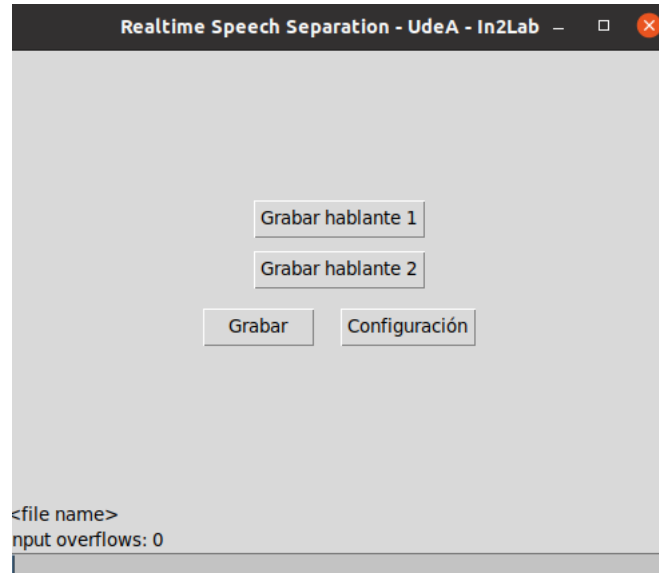 Realtime Speech Separation - UdeA - In2Lab
Grabar hablante 1
Grabar hablante 2
Grabar Configuración
<file name>
nput overflows: 0